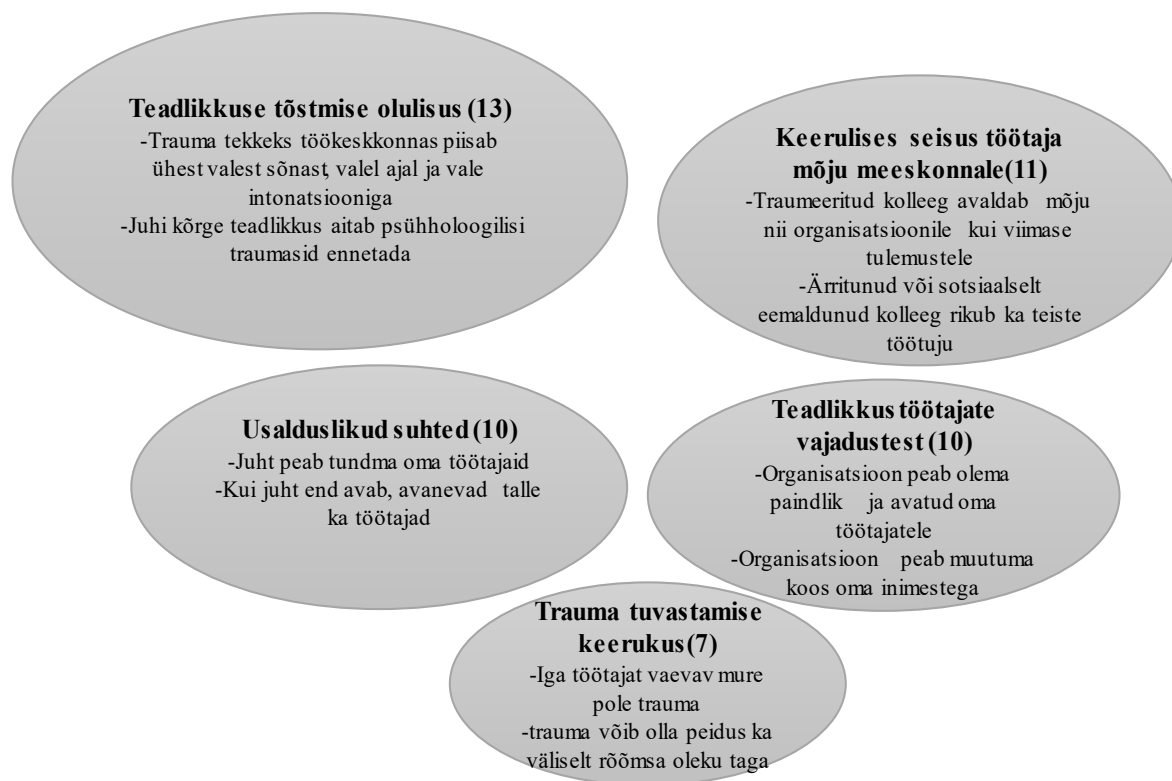 Teadlikkuse tõstmise olulisus (13)
-Trauma tekkeks töökeskkonnas piisab
ühest valest sõnast, valel ajal ja vale
intonatsiooniga
-Juhi kõrge teadlikkus aitab psühholoogilisi
traumasid ennetada
Keerulises seisus töötaja
mõju meeskonnale(11)
-Traumeeritud kolleeg avaldab mõju
nii organisatsioonile kui viimase
tulemustele
-Ärritunud või sotsiaalselt
eemaldunud kolleeg rikub ka teiste
töötuju
Usalduslikud suhted (10)
-Juht peab tundma oma töötajaid
-Kui juht end avab, avanevad talle
ka töötajad
Teadlikkus töötajate
vajadustest (10)
-Organisatsioon peab olema
paindlik ja avatud oma
töötajatele
-Organisatsioon peab muutuma
koos oma inimestega
Trauma tuvastamise
keerukus(7)
-Iga töötajat vaevav mure
pole trauma
-trauma võib olla peidus ka
väliselt rõõmsa oleku taga